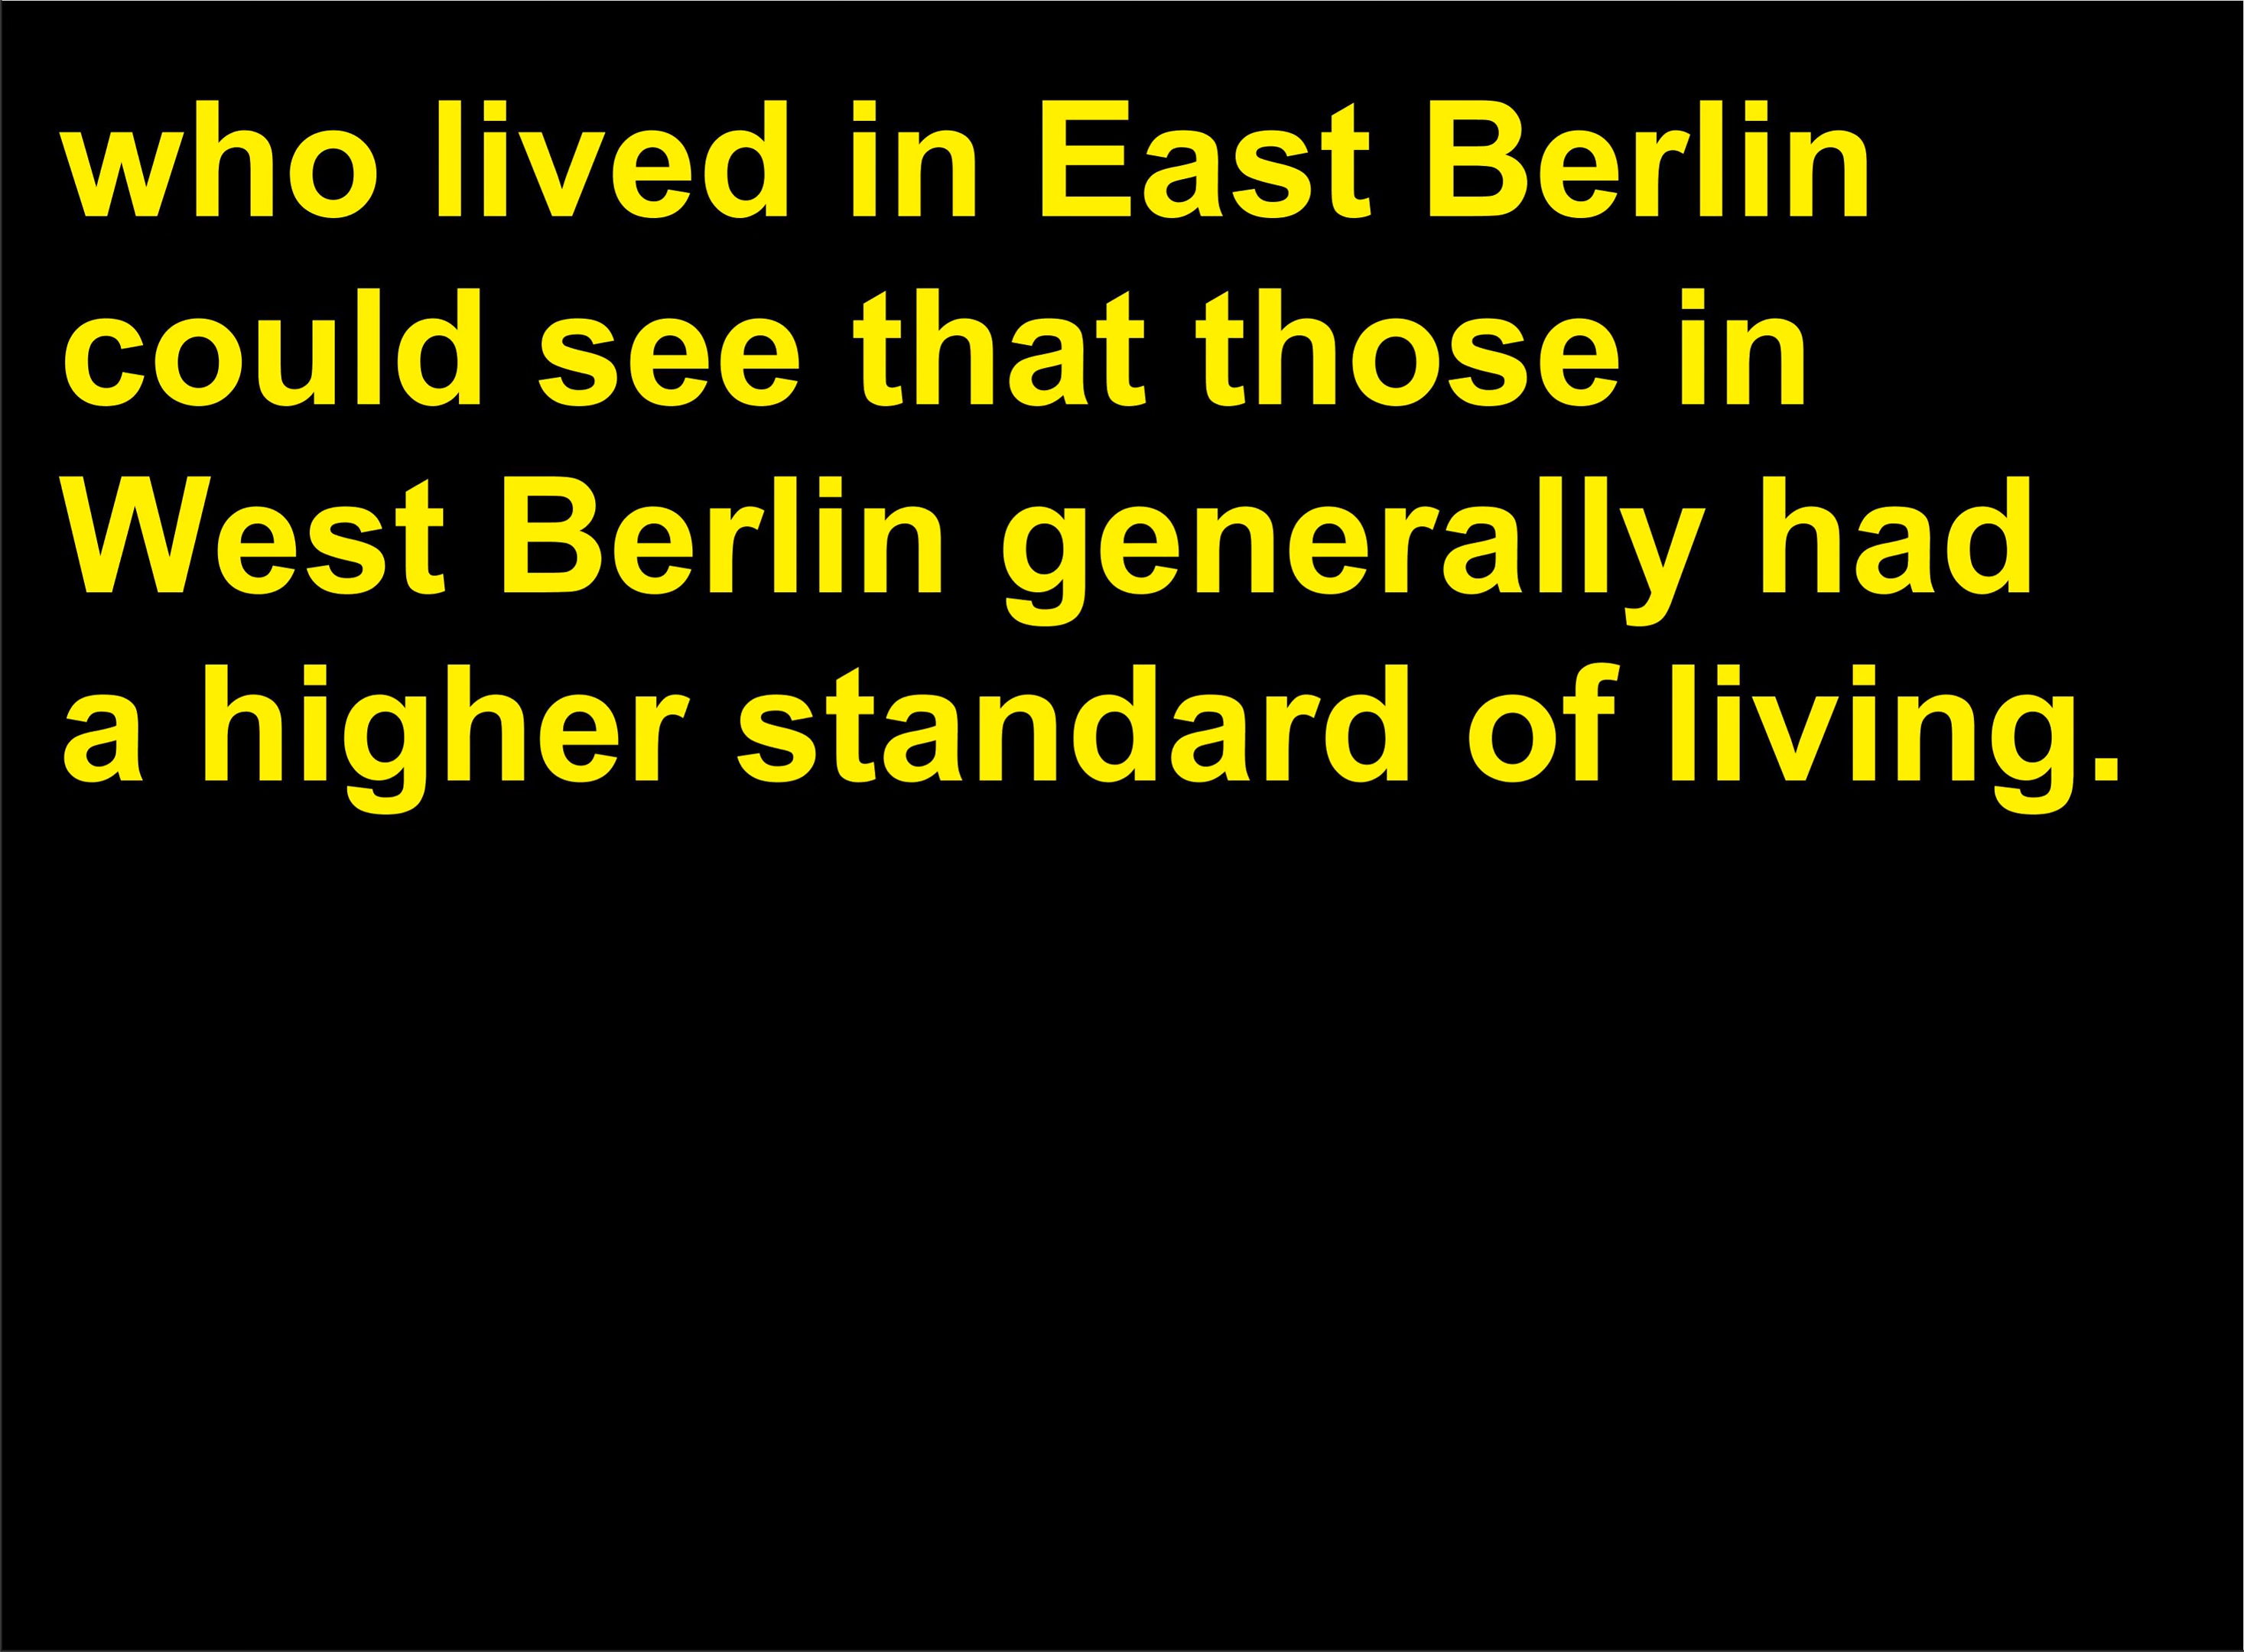 who lived in East Berlin
could see that those in
West Berlin generally had
a higher standard of living.